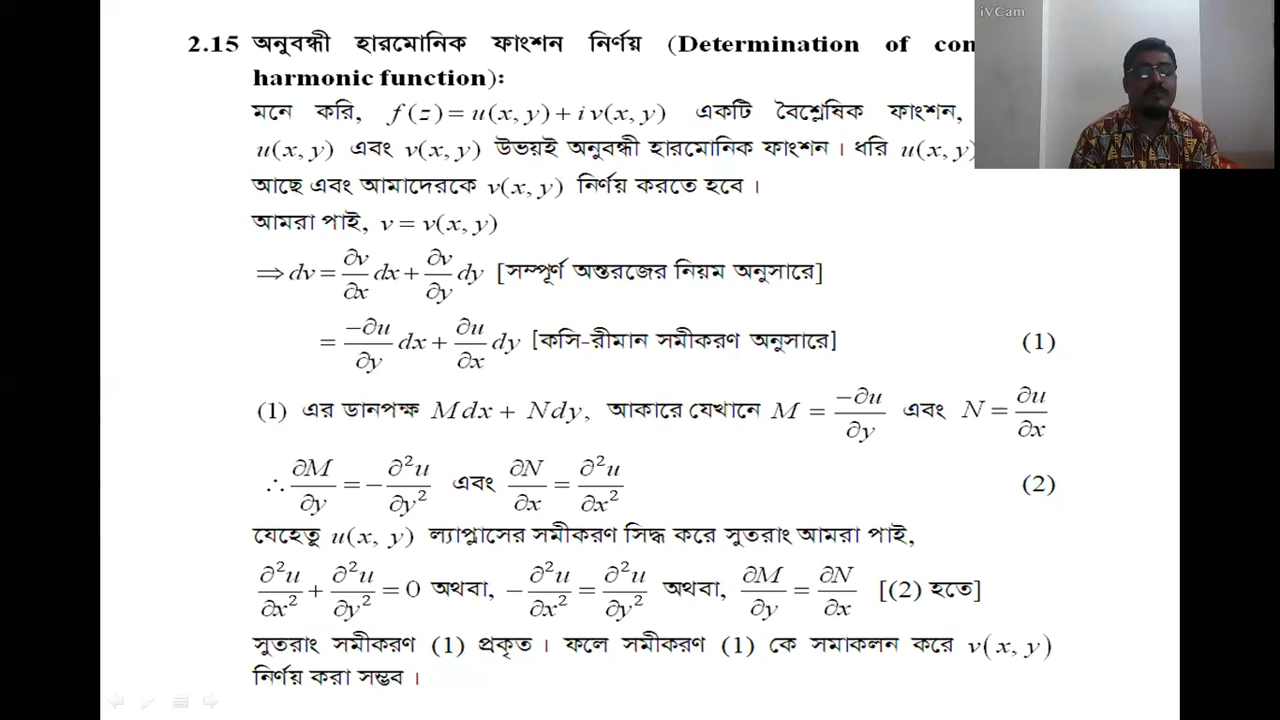 iVCam
2.15 অনুবন্ধী হারমোনিক ফাংশন নির্ণয় (Determination of con
harmonic function):
মনে করি, f(z) = u(x, y) + i v(x, y) একটি বৈশ্লেষিক ফাংশন,
u(x, y) এবং v(x, y) উভয়ই অনুবন্ধী হারমোনিক ফাংশন। ধরি u(x, y)
আছে এবং আমাদেরকে v(x, y) নির্ণয় করতে হবে।
আমরা পাই, v = v(x, y)
⇒ dv = ∂v/∂x dx + ∂v/∂y dy [সম্পূর্ণ অন্তরজের নিয়ম অনুসারে]
= −∂u/∂y dx + ∂u/∂x dy [কসি-রীমান সমীকরণ অনুসারে] (1)
(1) এর ডানপক্ষ Mdx + Ndy, আকারে যেখানে M = −∂u/∂y এবং N = ∂u/∂x
∴ ∂M/∂y = −∂²u/∂y² এবং ∂N/∂x = ∂²u/∂x² (2)
যেহেতু u(x, y) ল্যাপ্লাসের সমীকরণ সিদ্ধ করে সুতরাং আমরা পাই,
∂²u/∂x² + ∂²u/∂y² = 0 অথবা, −∂²u/∂x² = ∂²u/∂y² অথবা, ∂M/∂y = ∂N/∂x [(2) হতে]
সুতরাং সমীকরণ (1) প্রকৃত। ফলে সমীকরণ (1) কে সমাকলন করে v(x, y)
নির্ণয় করা সম্ভব।